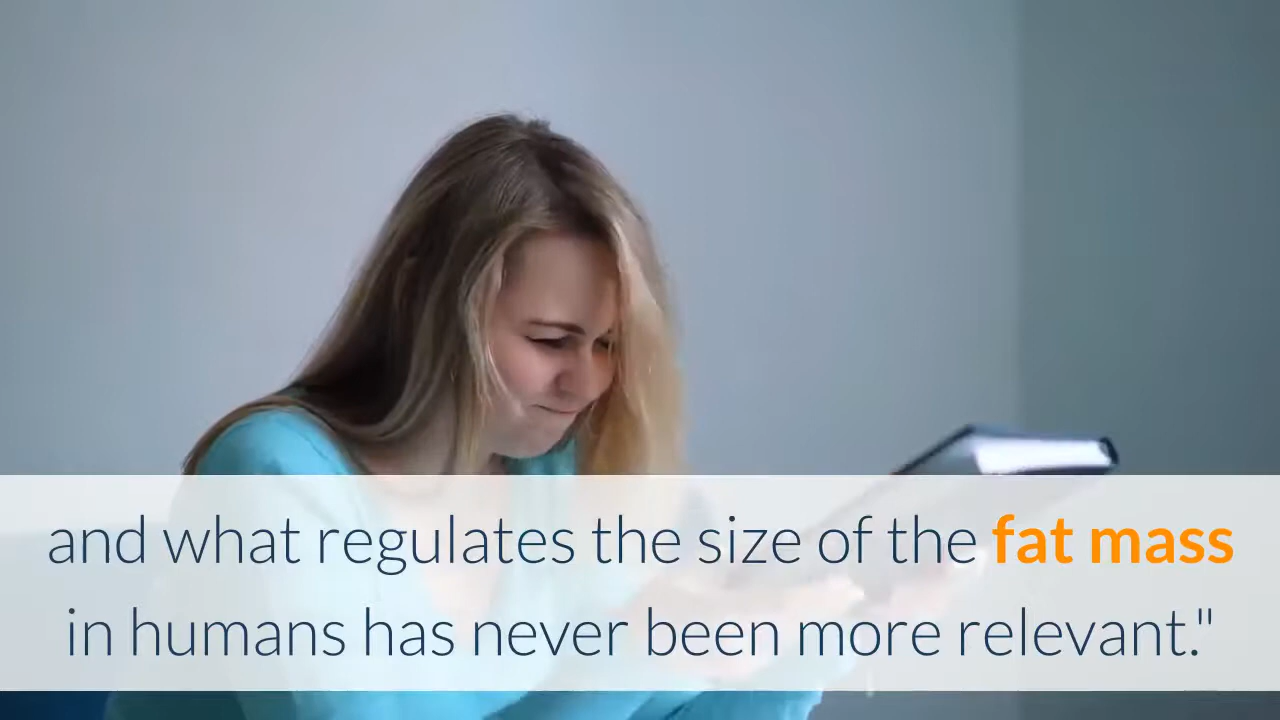 and what regulates the size of the fat mass
in humans has never been more relevant."